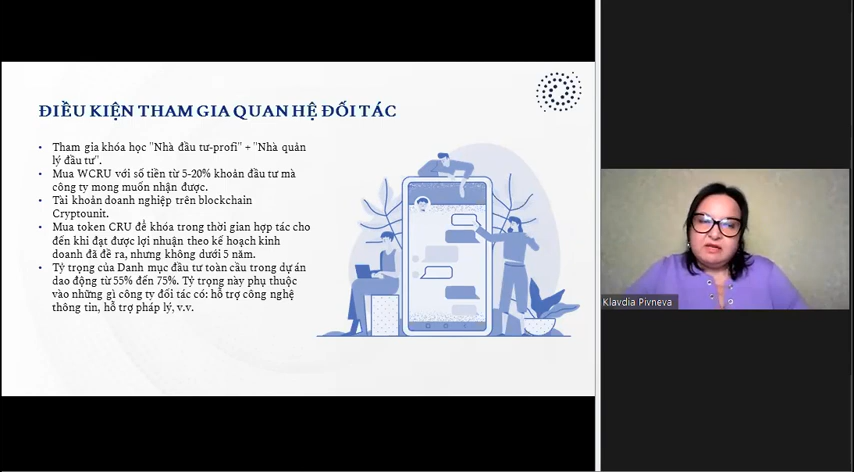 ĐIỀU KIỆN THAM GIA QUAN HỆ ĐỐI TÁC
• Tham gia khóa học "Nhà đầu tư-profi" + "Nhà quản
lý đầu tư".
• Mua WCRU với số tiền từ 5-20% khoản đầu tư mà
công ty mong muốn nhận được.
• Tài khoản doanh nghiệp trên blockchain
Cryptounit.
• Mua token CRU để khóa trong thời gian hợp tác cho
đến khi đạt được lợi nhuận theo kế hoạch kinh
doanh đã đề ra, nhưng không dưới 5 năm.
• Tỷ trọng của Danh mục đầu tư toàn cầu trong dự án
dao động từ 55% đến 75%. Tỷ trọng này phụ thuộc
vào những gì công ty đối tác có: hỗ trợ công nghệ
thông tin, hỗ trợ pháp lý, v.v.
Klavdia Pivneva